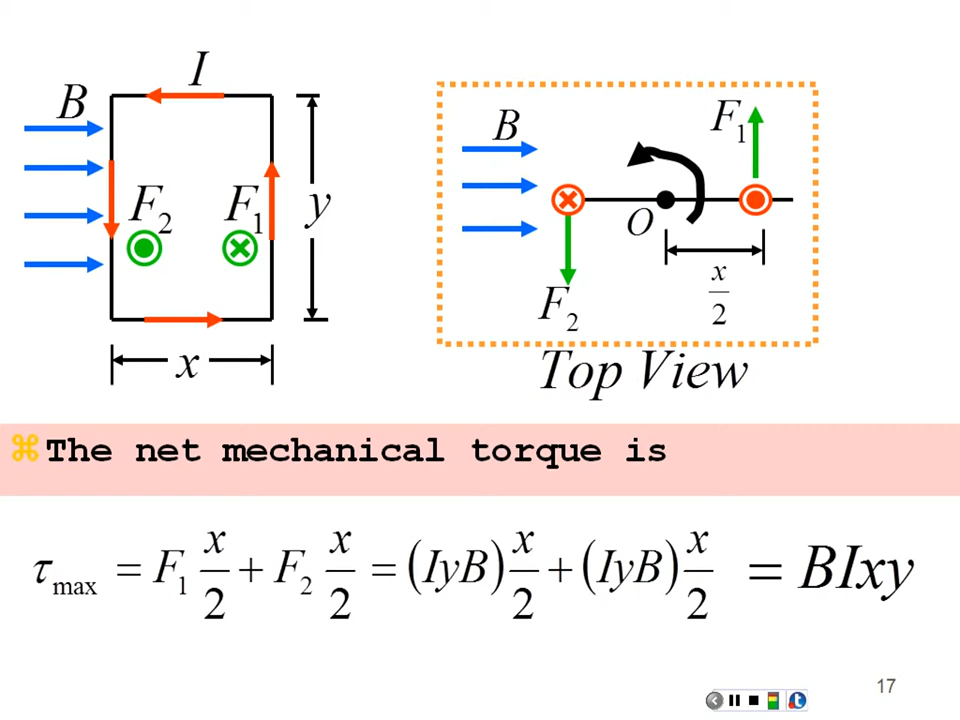 I
B
F₂ F₁ y
x
B F₁
O
x/2
F₂
Top View
The net mechanical torque is
τ_max = F₁ x/2 + F₂ x/2 = (IyB) x/2 + (IyB) x/2 = BIxy
17